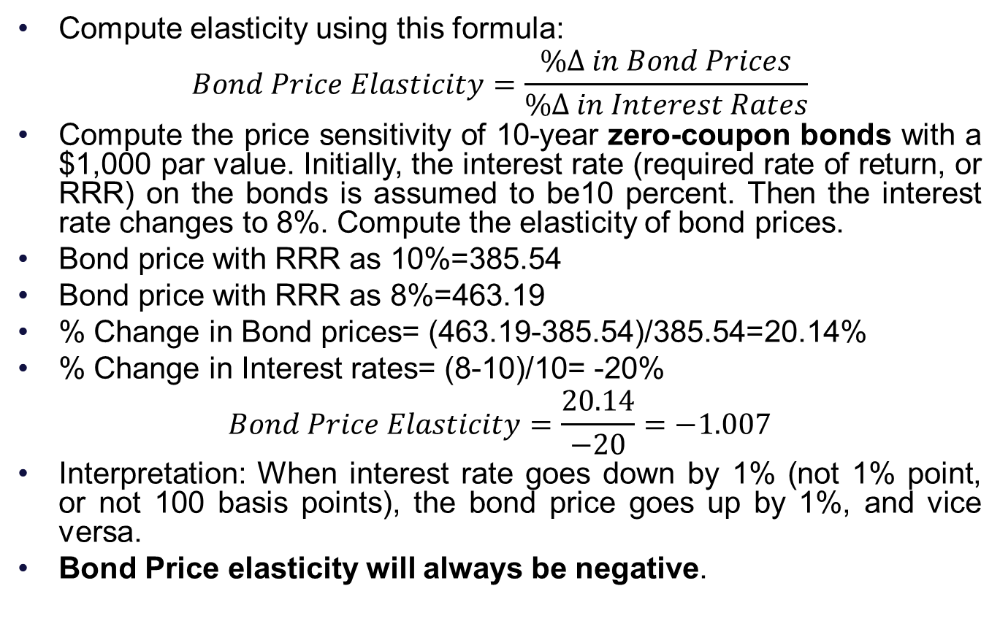 • Compute elasticity using this formula:
Bond Price Elasticity = %Δ in Bond Prices / %Δ in Interest Rates
• Compute the price sensitivity of 10-year zero-coupon bonds with a
$1,000 par value. Initially, the interest rate (required rate of return, or
RRR) on the bonds is assumed to be10 percent. Then the interest
rate changes to 8%. Compute the elasticity of bond prices.
• Bond price with RRR as 10%=385.54
• Bond price with RRR as 8%=463.19
• % Change in Bond prices= (463.19-385.54)/385.54=20.14%
• % Change in Interest rates= (8-10)/10= -20%
Bond Price Elasticity = 20.14 / −20 = −1.007
• Interpretation: When interest rate goes down by 1% (not 1% point,
or not 100 basis points), the bond price goes up by 1%, and vice
versa.
• Bond Price elasticity will always be negative.